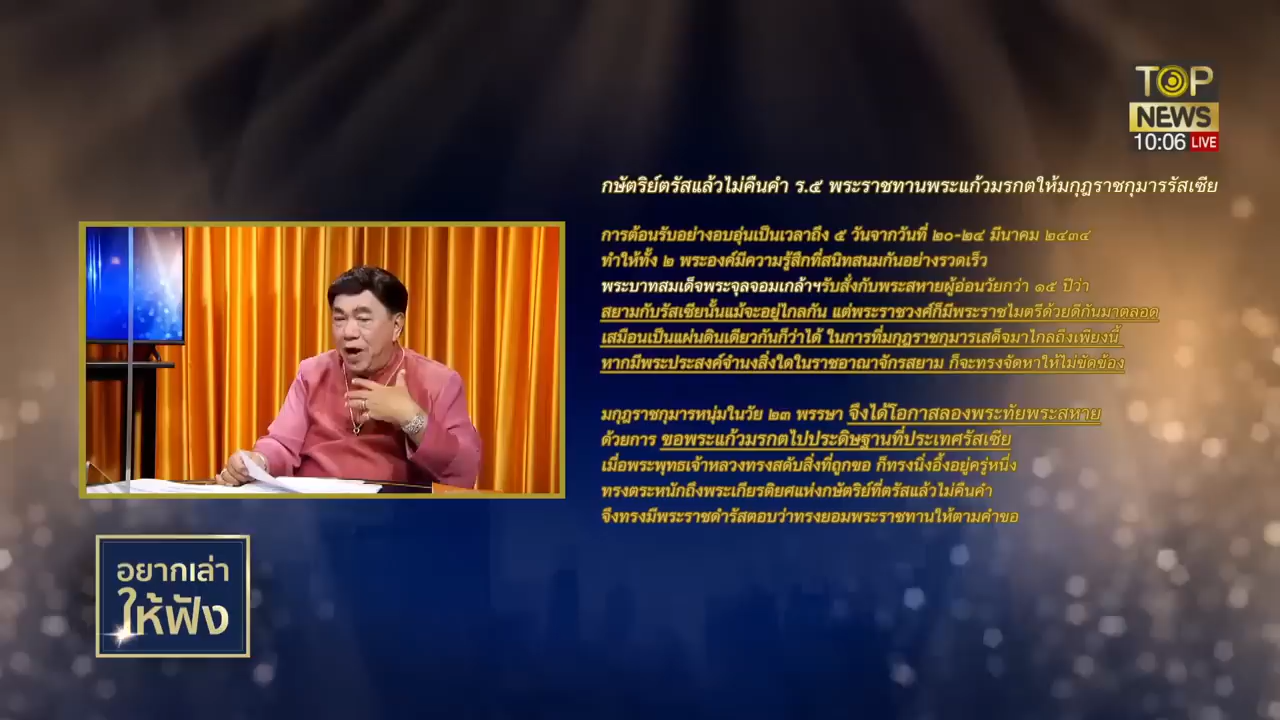 TOP
NEWS
10:06 LIVE
กษัตริย์ตรัสแล้วไม่คืนคำ ร.๕ พระราชทานพระแก้วมรกตให้มกุฎราชกุมารรัสเซีย
การต้อนรับอย่างอบอุ่นเป็นเวลาถึง ๕ วันจากวันที่ ๒๐-๒๔ มีนาคม ๒๔๓๔
ทำให้ทั้ง ๒ พระองค์มีความรู้สึกที่สนิทสนมกันอย่างรวดเร็ว
พระบาทสมเด็จพระจุลจอมเกล้าฯรับสั่งกับพระสหายผู้อ่อนวัยกว่า ๑๕ ปีว่า
สยามกับรัสเซียนั้นแม้จะอยู่ไกลกัน แต่พระราชวงศ์ก็มีพระราชไมตรีด้วยดีกันมาตลอด
เสมือนเป็นแผ่นดินเดียวกันก็ว่าได้ ในการที่มกุฎราชกุมารเสด็จมาไกลถึงเพียงนี้
หากมีพระประสงค์จำนงสิ่งใดในราชอาณาจักรสยาม ก็จะทรงจัดหาให้ไม่ขัดข้อง
มกุฎราชกุมารหนุ่มในวัย ๒๓ พรรษา จึงได้โอกาสลองพระทัยพระสหาย
ด้วยการ ขอพระแก้วมรกตไปประดิษฐานที่ประเทศรัสเซีย
เมื่อพระพุทธเจ้าหลวงทรงสดับสิ่งที่ถูกขอ ก็ทรงนิ่งอึ้งอยู่ครู่หนึ่ง
ทรงตระหนักถึงพระเกียรติยศแห่งกษัตริย์ที่ตรัสแล้วไม่คืนคำ
จึงทรงมีพระราชดำรัสตอบว่าทรงยอมพระราชทานให้ตามคำขอ
อยากเล่า
ให้ฟัง